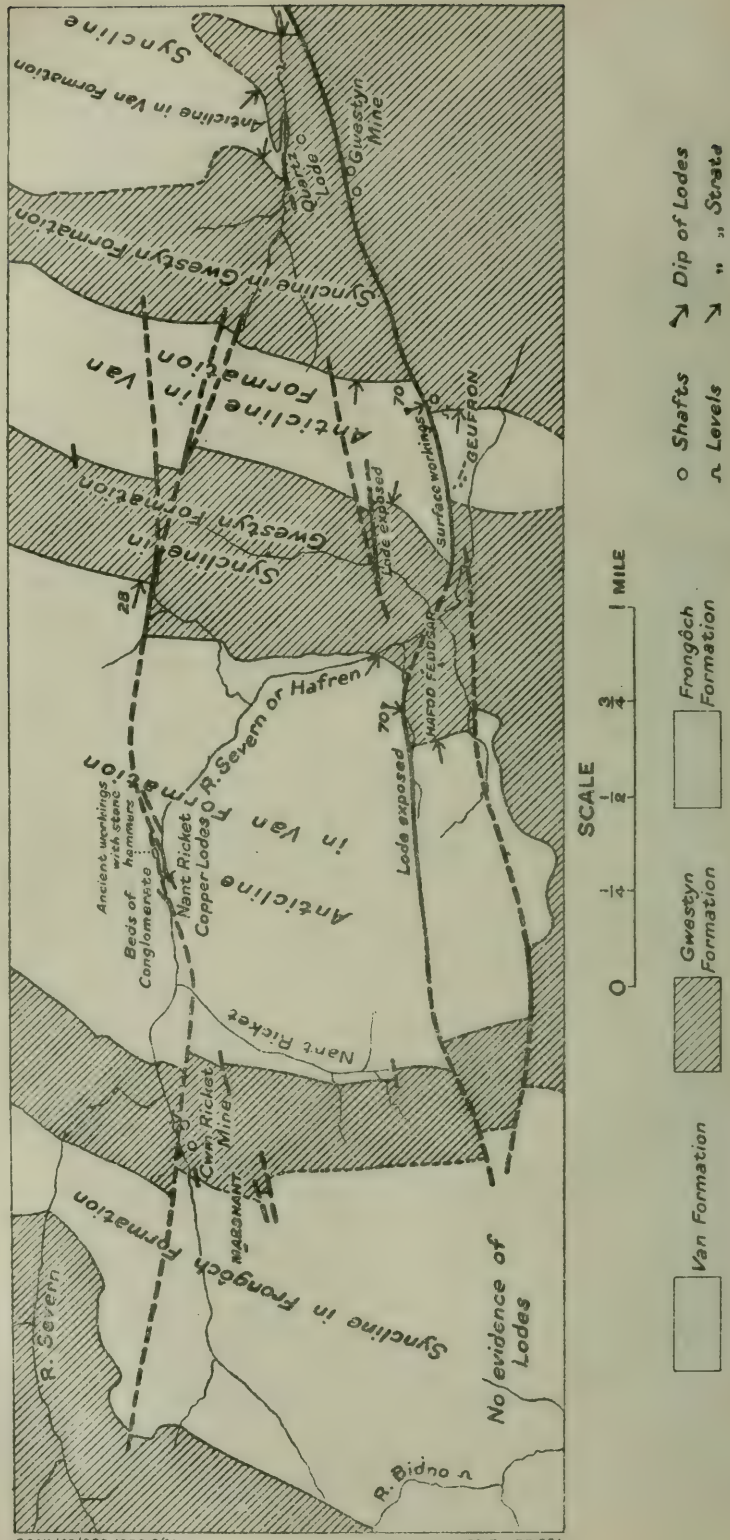 R. Severn
Syncline in Frongôch
Formation
No evidence of
Lodes
R. Bidno
Cwm Ricket
Mine
MARSNANT
Nant Ricket
Ancient workings
with stone
hammers
Beds of
Conglomerate
Nant Ricket
Copper Lodes
Anticline
in Van Formation
R. Severn or Hafren
28
Lode exposed
70
HAFOD FEUDSAR
Syncline in
Gwestyn Formation
Lode exposed
Surface workings
70
GEUFRON
Anticline in Van
Formation
Syncline in Gwestyn Formation
Quartz
Lode
Gwestyn
Mine
Anticline in Van Formation
Syncline
SCALE
0 1/4 1/2 3/4 1 MILE
Van Formation
Gwestyn
Formation
Frongôch
Formation
Shafts
Levels
Dip of Lodes
" " Strata